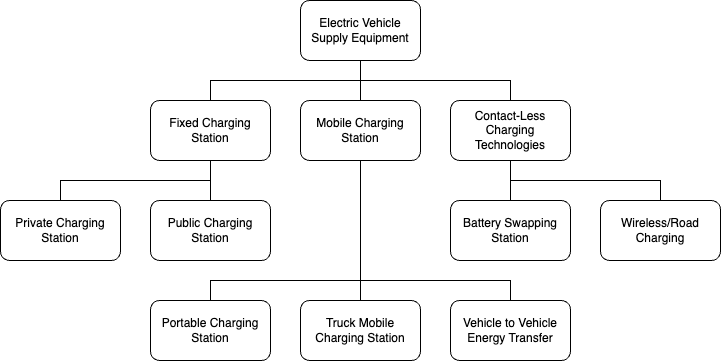 Electric Vehicle
Supply Equipment
Fixed Charging
Station
Mobile Charging
Station
Contact-Less
Charging
Technologies
Private Charging
Station
Public Charging
Station
Battery Swapping
Station
Wireless/Road
Charging
Portable Charging
Station
Truck Mobile
Charging Station
Vehicle to Vehicle
Energy Transfer